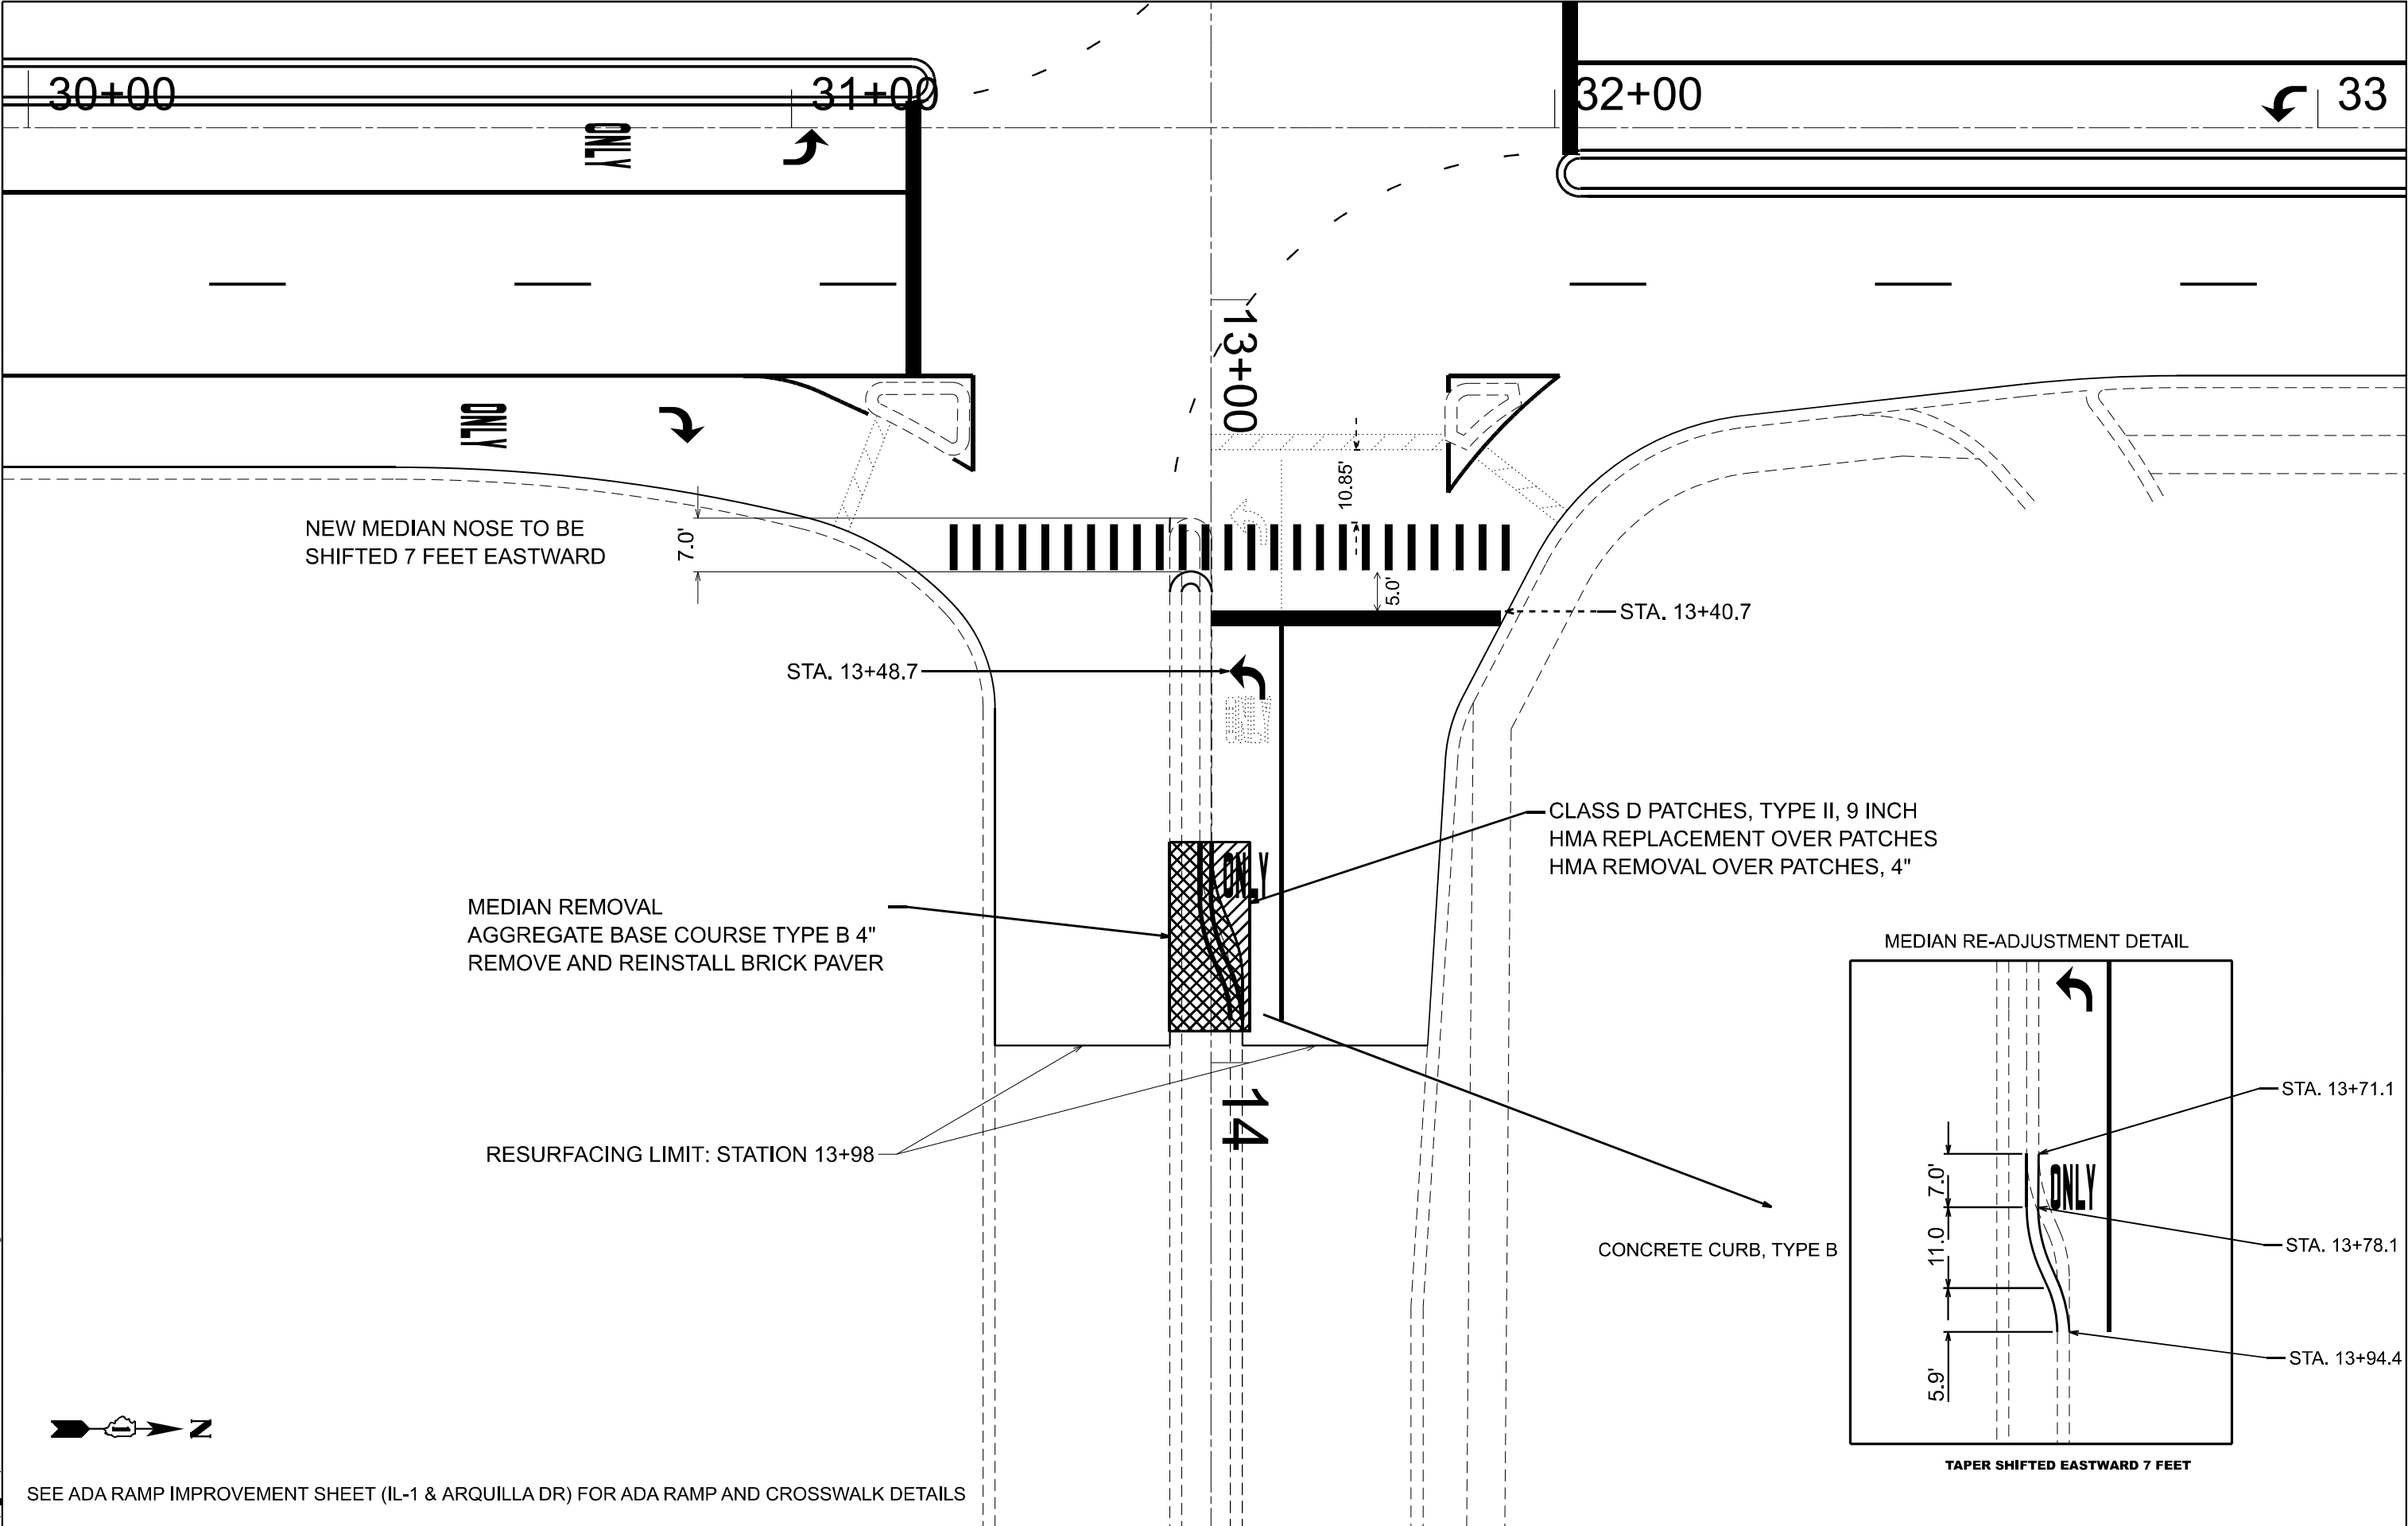 30+00
31+00
32+00
33
ONLY
ONLY
13+00
10.85'
NEW MEDIAN NOSE TO BE
SHIFTED 7 FEET EASTWARD
7.0'
5.0'
STA. 13+40.7
STA. 13+48.7
ONLY
CLASS D PATCHES, TYPE II, 9 INCH
HMA REPLACEMENT OVER PATCHES
HMA REMOVAL OVER PATCHES, 4"
ONLY
MEDIAN REMOVAL
AGGREGATE BASE COURSE TYPE B 4"
REMOVE AND REINSTALL BRICK PAVER
RESURFACING LIMIT: STATION 13+98
14
CONCRETE CURB, TYPE B
MEDIAN RE-ADJUSTMENT DETAIL
STA. 13+71.1
7.0'
ONLY
11.0
STA. 13+78.1
STA. 13+94.4
5.9'
TAPER SHIFTED EASTWARD 7 FEET
N
SEE ADA RAMP IMPROVEMENT SHEET (IL-1 & ARQUILLA DR) FOR ADA RAMP AND CROSSWALK DETAILS